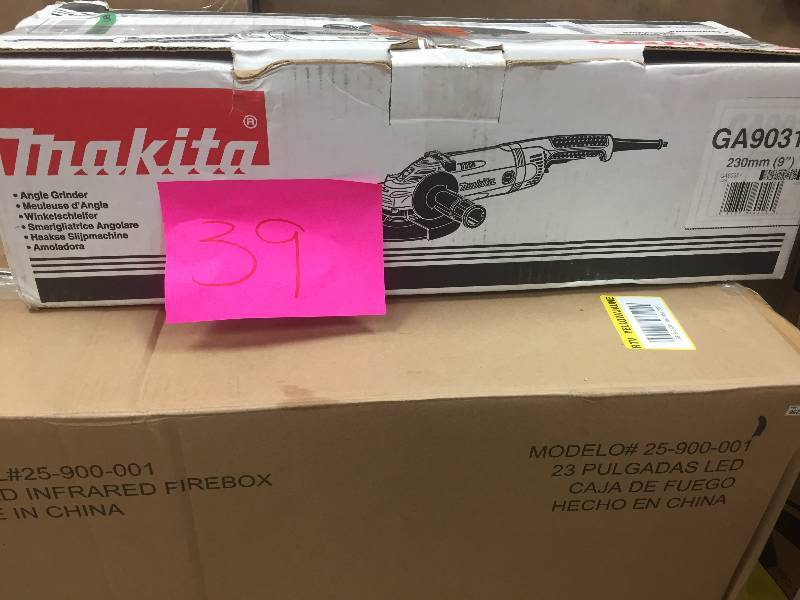 Makita®
• Angle Grinder
• Meuleuse d'Angle
• Winkelschleifer
• Smerigliatrice Angolare
• Haakse Slijpmachine
• Amoladora
39
Makita
GA9031
230mm (9")
L#25-900-001
D INFRARED FIREBOX
E IN CHINA
MODELO# 25-900-001
23 PULGADAS LED
CAJA DE FUEGO
HECHO EN CHINA